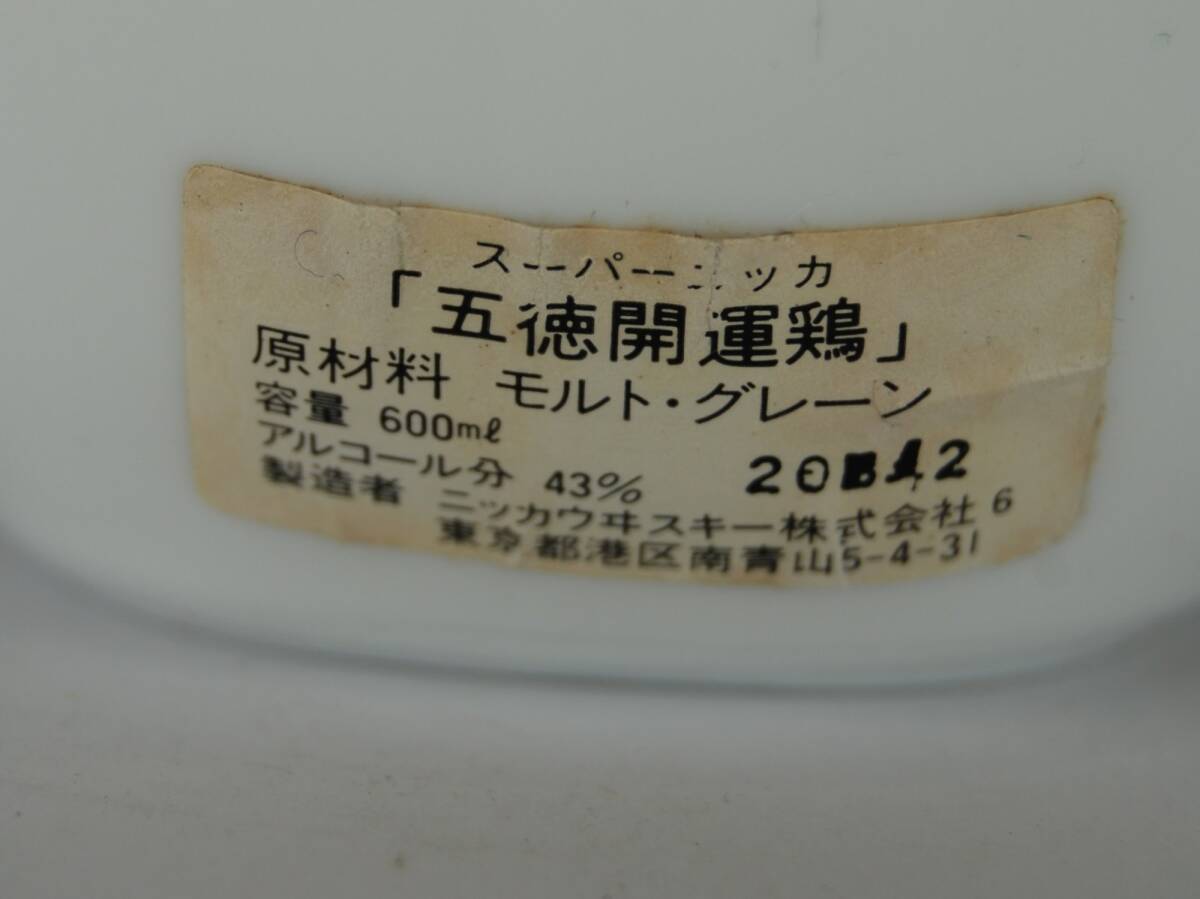 スーパーニッカ
「五徳開運鶏」
原材料 モルト・グレーン
容量 600mℓ
アルコール分 43%
製造者 ニッカウヰスキー株式会社 6
東京都港区南青山5-4-31